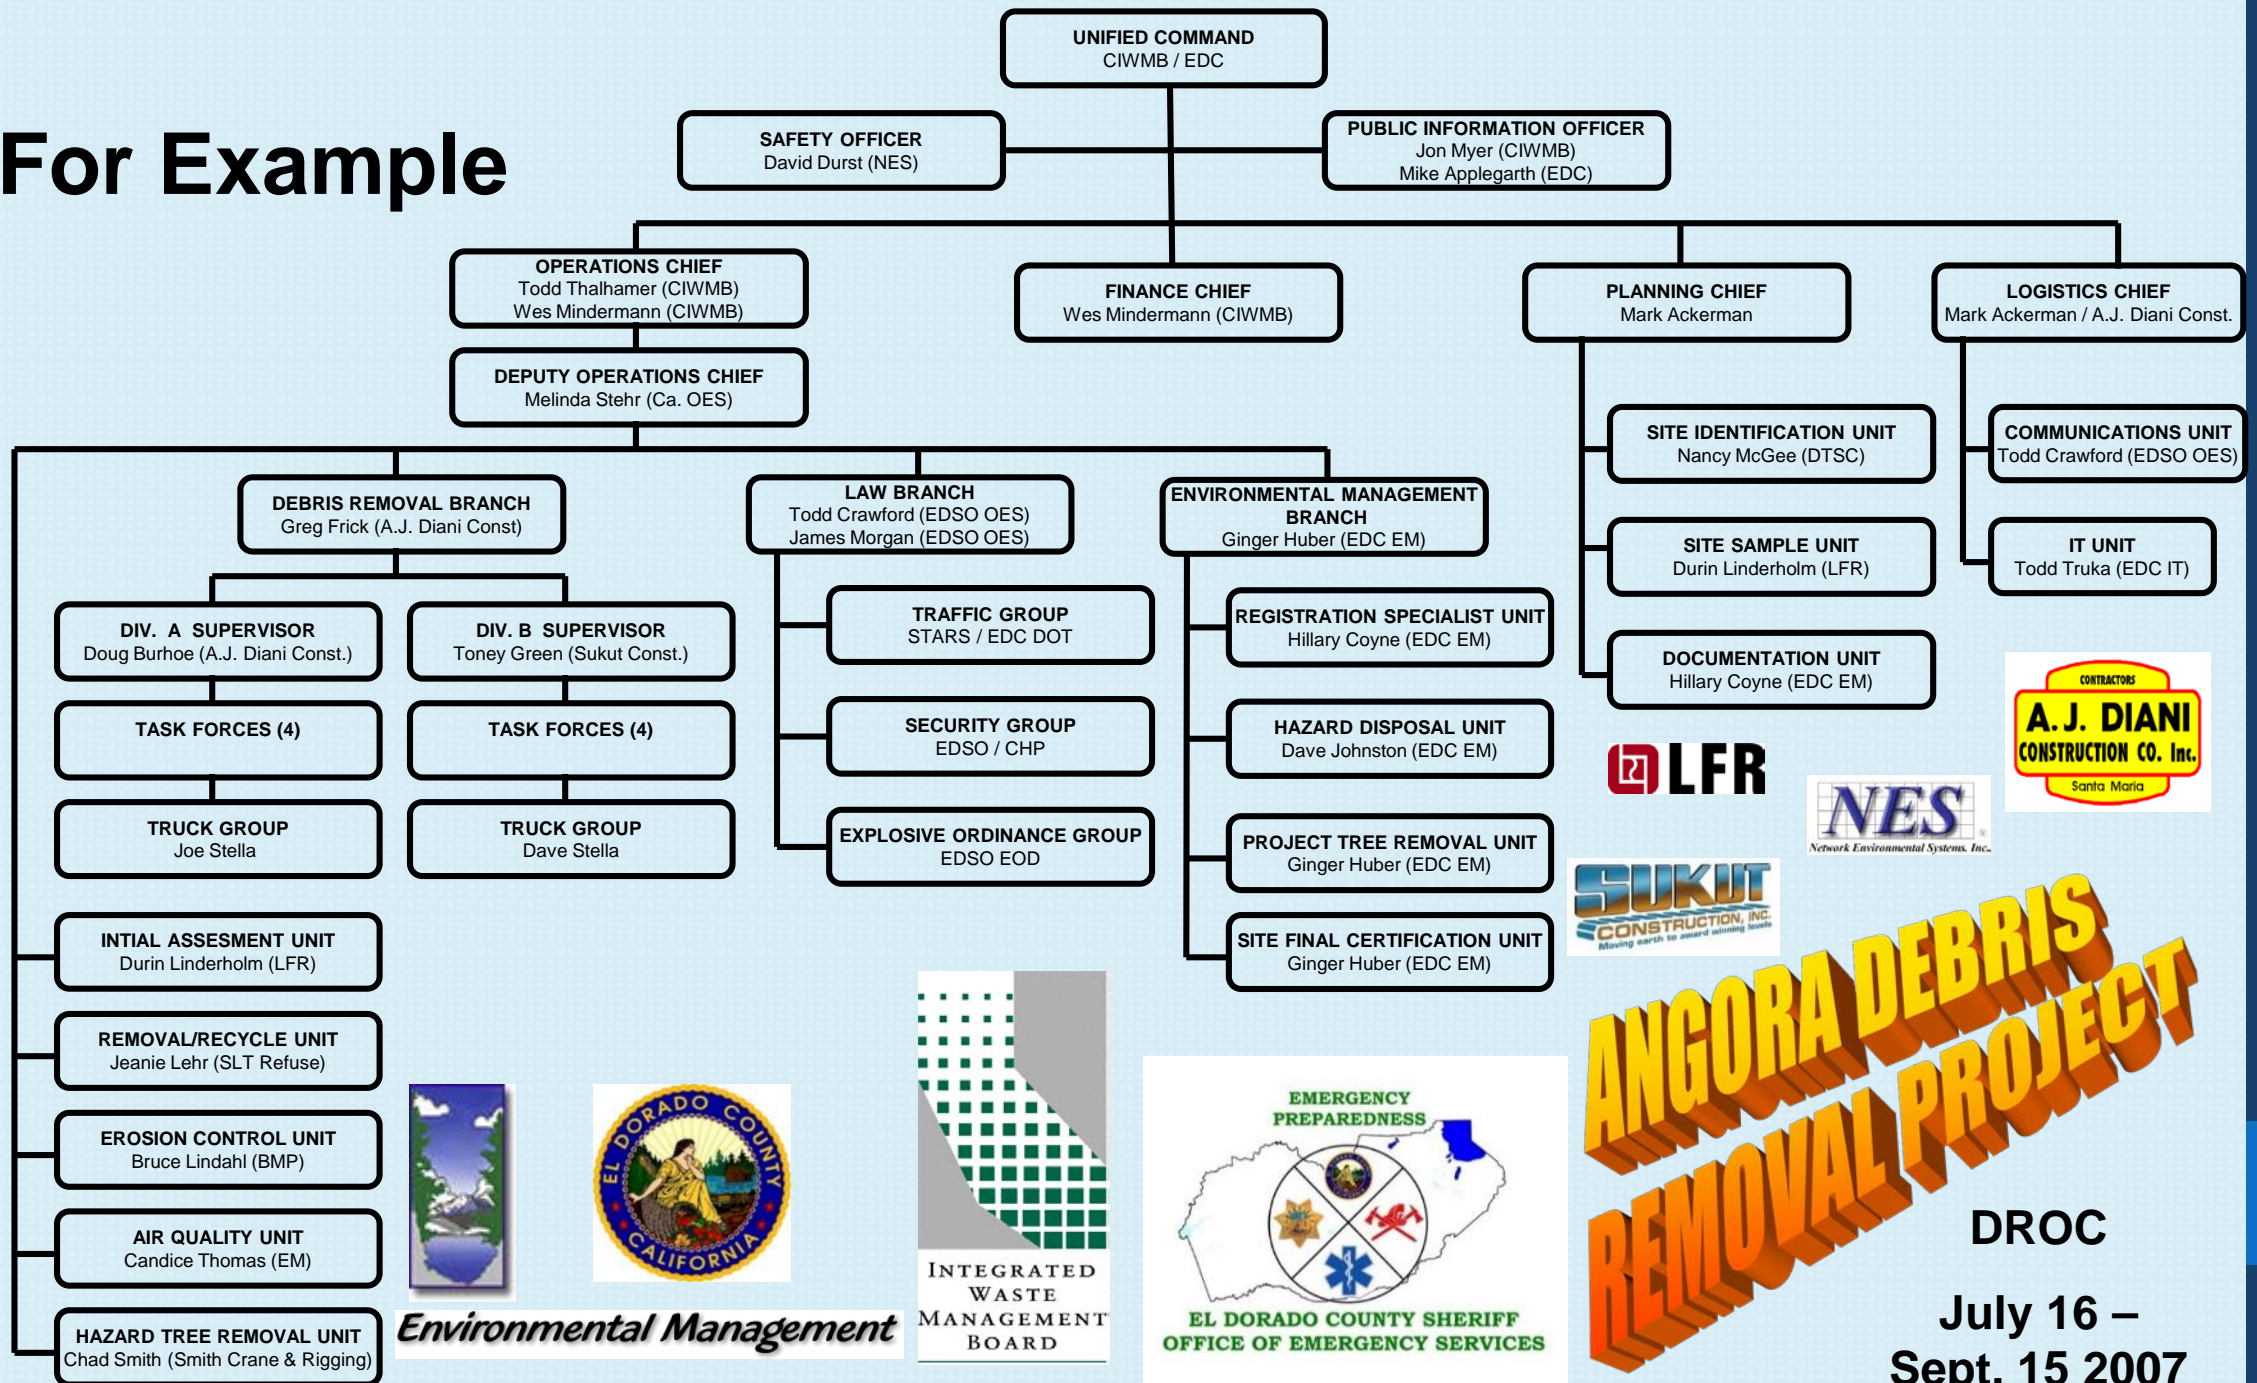 For Example
UNIFIED COMMAND
CIWMB / EDC
SAFETY OFFICER
David Durst (NES)
PUBLIC INFORMATION OFFICER
Jon Myer (CIWMB)
Mike Applegarth (EDC)
OPERATIONS CHIEF
Todd Thalhamer (CIWMB)
Wes Mindermann (CIWMB)
FINANCE CHIEF
Wes Mindermann (CIWMB)
PLANNING CHIEF
Mark Ackerman
LOGISTICS CHIEF
Mark Ackerman / A.J. Diani Const.
DEPUTY OPERATIONS CHIEF
Melinda Stehr (Ca. OES)
DEBRIS REMOVAL BRANCH
Greg Frick (A.J. Diani Const)
LAW BRANCH
Todd Crawford (EDSO OES)
James Morgan (EDSO OES)
ENVIRONMENTAL MANAGEMENT
BRANCH
Ginger Huber (EDC EM)
SITE IDENTIFICATION UNIT
Nancy McGee (DTSC)
COMMUNICATIONS UNIT
Todd Crawford (EDSO OES)
SITE SAMPLE UNIT
Durin Linderholm (LFR)
IT UNIT
Todd Truka (EDC IT)
DOCUMENTATION UNIT
Hillary Coyne (EDC EM)
DIV. A SUPERVISOR
Doug Burhoe (A.J. Diani Const.)
DIV. B SUPERVISOR
Toney Green (Sukut Const.)
TASK FORCES (4)
TASK FORCES (4)
TRUCK GROUP
Joe Stella
TRUCK GROUP
Dave Stella
TRAFFIC GROUP
STARS / EDC DOT
SECURITY GROUP
EDSO / CHP
EXPLOSIVE ORDINANCE GROUP
EDSO EOD
REGISTRATION SPECIALIST UNIT
Hillary Coyne (EDC EM)
HAZARD DISPOSAL UNIT
Dave Johnston (EDC EM)
PROJECT TREE REMOVAL UNIT
Ginger Huber (EDC EM)
SITE FINAL CERTIFICATION UNIT
Ginger Huber (EDC EM)
INTIAL ASSESMENT UNIT
Durin Linderholm (LFR)
REMOVAL/RECYCLE UNIT
Jeanie Lehr (SLT Refuse)
EROSION CONTROL UNIT
Bruce Lindahl (BMP)
AIR QUALITY UNIT
Candice Thomas (EM)
HAZARD TREE REMOVAL UNIT
Chad Smith (Smith Crane & Rigging)
CONTRACTORS
A.J. DIANI
CONSTRUCTION CO. Inc.
Santa Maria
LFR
NES
Network Environmental Systems. Inc.
SUKUT
CONSTRUCTION, INC.
Moving earth to award winning levels
EL DORADO COUNTY
CALIFORNIA
Environmental Management
INTEGRATED
WASTE
MANAGEMENT
BOARD
EMERGENCY
PREPAREDNESS
EL DORADO COUNTY SHERIFF
OFFICE OF EMERGENCY SERVICES
ANGORA DEBRIS
REMOVAL PROJECT
DROC
July 16 –
Sept. 15 2007